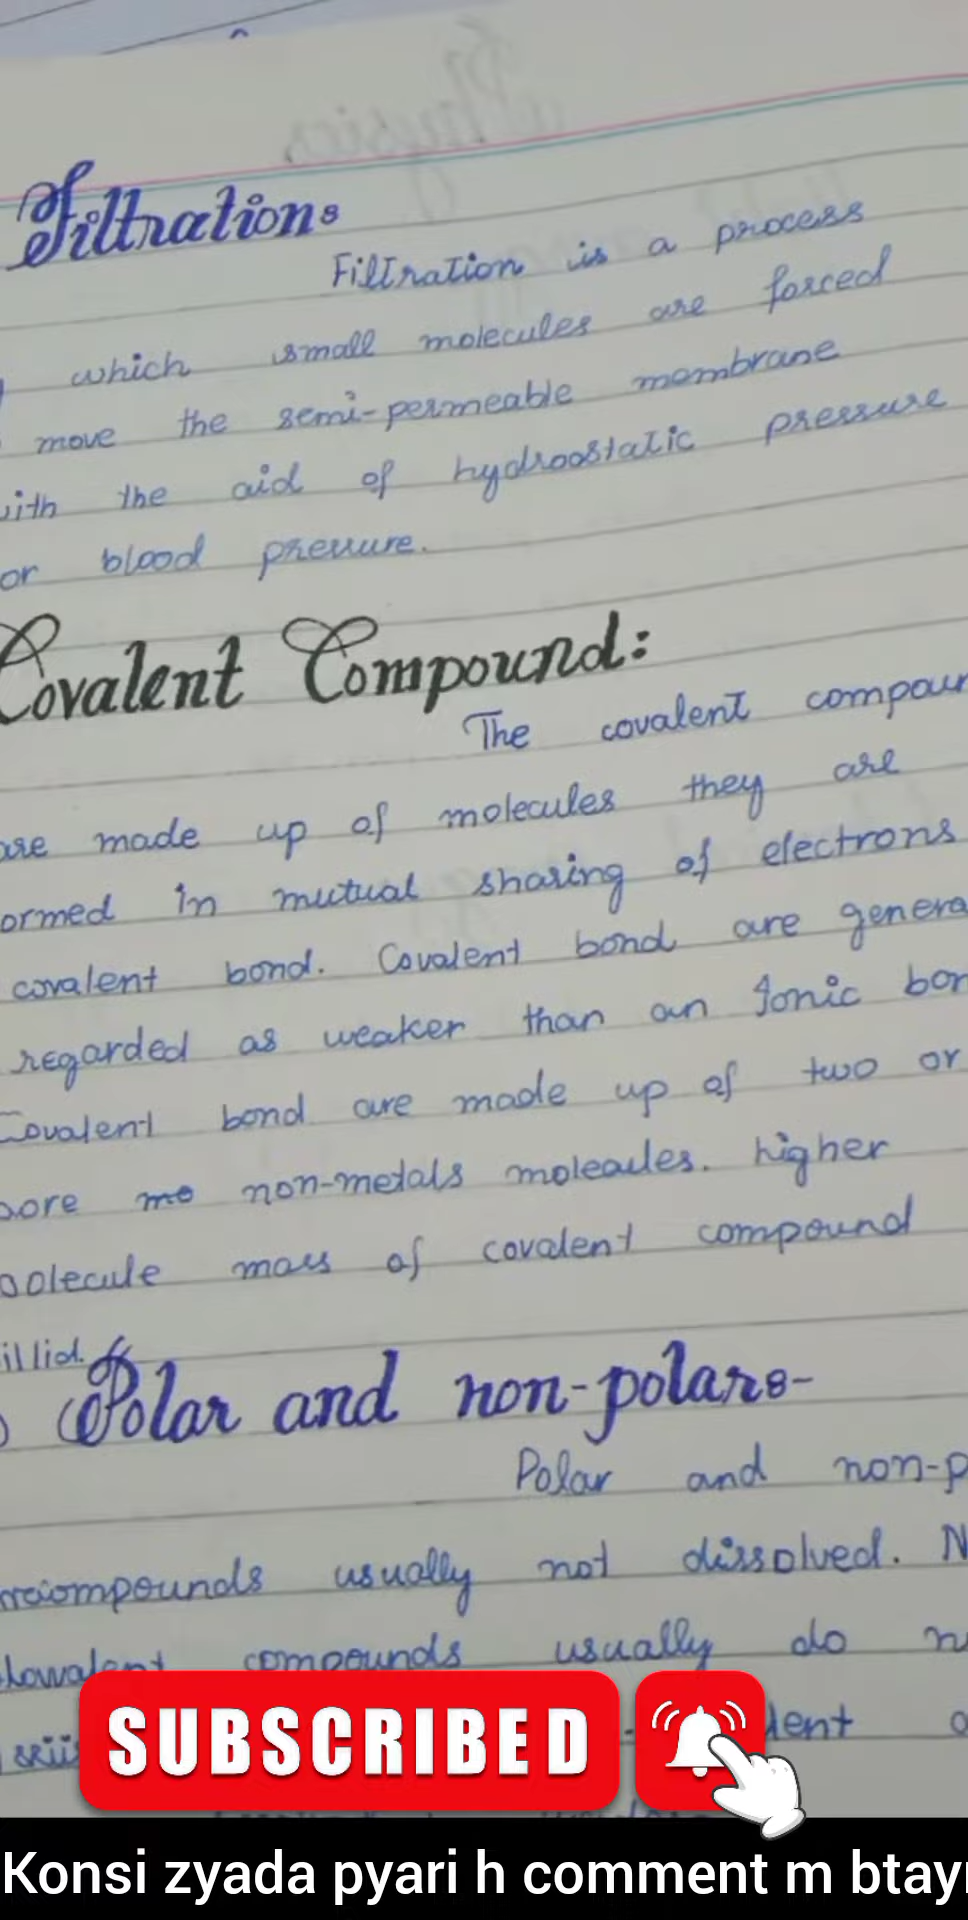 Filtration:
Filtration is a process
which small molecules are forced
move the semi-permeable membrane
with the aid of hydroostatic pressure
or blood pressure.
Covalent Compound:
The covalent compoun
are made up of molecules they are
ormed in mutual sharing of electrons
covalent bond. Covalent bond are genera
regarded as weaker than an Ionic bon
Covalent bond are made up of two or
more mo non-metals molecules. higher
molecule mass of covalent compound
Polar and non-polar:-
Polar and non-p
compounds usually not dissolved. N
compounds usually do n
lent
SUBSCRIBED
Konsi zyada pyari h comment m btay